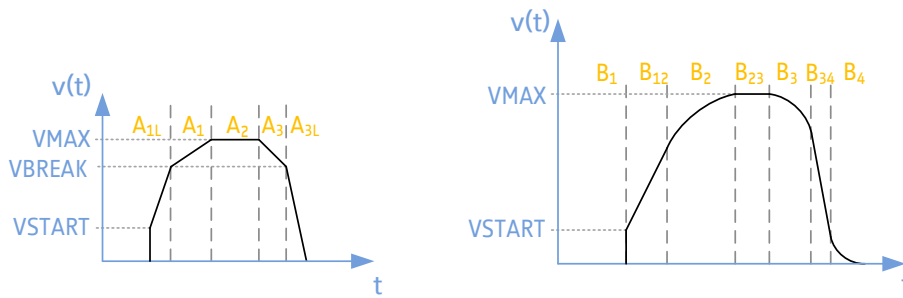 v(t)
A1L A1 A2 A3 A3L
VMAX
VBREAK
VSTART
t
v(t)
B1 B12 B2 B23 B3 B34 B4
VMAX
VSTART